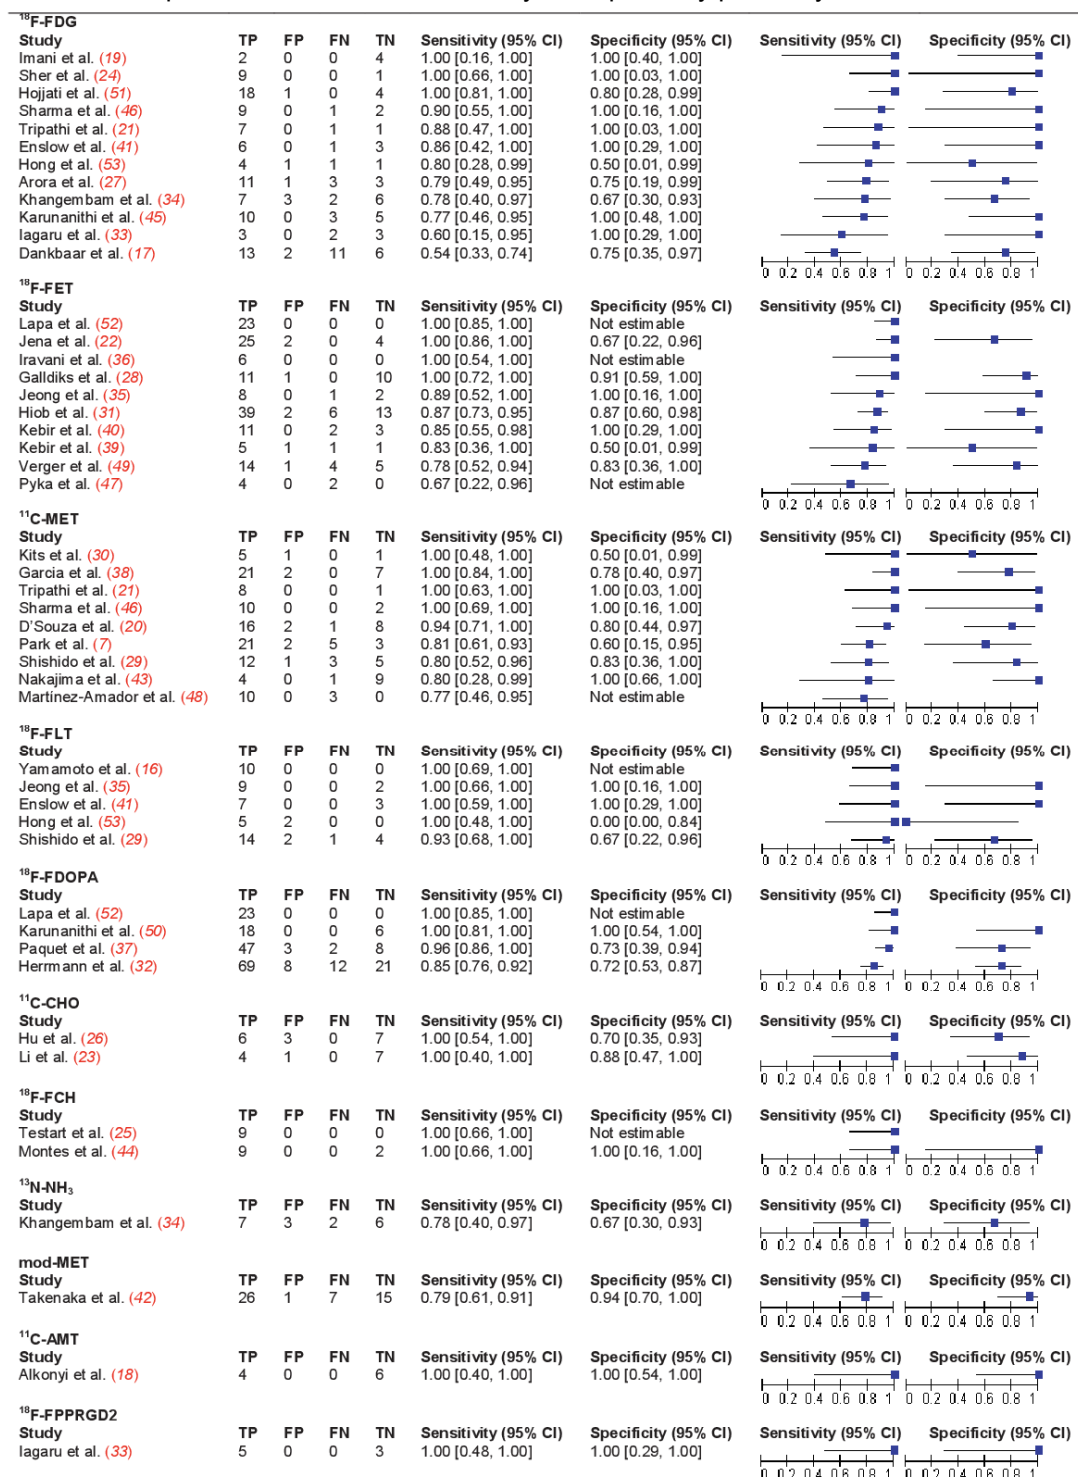 ¹⁸F-FDG
Study TP FP FN TN Sensitivity (95% CI) Specificity (95% CI) Sensitivity (95% CI) Specificity (95% CI)
Imani et al. (19) 2 0 0 4 1.00 [0.16, 1.00] 1.00 [0.40, 1.00]
Sher et al. (24) 9 0 0 1 1.00 [0.66, 1.00] 1.00 [0.03, 1.00]
Hojjati et al. (51) 18 1 0 4 1.00 [0.81, 1.00] 0.80 [0.28, 0.99]
Sharma et al. (46) 9 0 1 2 0.90 [0.55, 1.00] 1.00 [0.16, 1.00]
Tripathi et al. (21) 7 0 1 1 0.88 [0.47, 1.00] 1.00 [0.03, 1.00]
Enslow et al. (41) 6 0 1 3 0.86 [0.42, 1.00] 1.00 [0.29, 1.00]
Hong et al. (53) 4 1 1 1 0.80 [0.28, 0.99] 0.50 [0.01, 0.99]
Arora et al. (27) 11 1 3 3 0.79 [0.49, 0.95] 0.75 [0.19, 0.99]
Khangembam et al. (34) 7 3 2 6 0.78 [0.40, 0.97] 0.67 [0.30, 0.93]
Karunanithi et al. (45) 10 0 3 5 0.77 [0.46, 0.95] 1.00 [0.48, 1.00]
Iagaru et al. (33) 3 0 2 3 0.60 [0.15, 0.95] 1.00 [0.29, 1.00]
Dankbaar et al. (17) 13 2 11 6 0.54 [0.33, 0.74] 0.75 [0.35, 0.97]
0 0.2 0.4 0.6 0.8 1 0 0.2 0.4 0.6 0.8 1
¹⁸F-FET
Study TP FP FN TN Sensitivity (95% CI) Specificity (95% CI) Sensitivity (95% CI) Specificity (95% CI)
Lapa et al. (52) 23 0 0 0 1.00 [0.85, 1.00] Not estimable
Jena et al. (22) 25 2 0 4 1.00 [0.86, 1.00] 0.67 [0.22, 0.96]
Iravani et al. (36) 6 0 0 0 1.00 [0.54, 1.00] Not estimable
Galldiks et al. (28) 11 1 0 10 1.00 [0.72, 1.00] 0.91 [0.59, 1.00]
Jeong et al. (35) 8 0 1 2 0.89 [0.52, 1.00] 1.00 [0.16, 1.00]
Hiob et al. (31) 39 2 6 13 0.87 [0.73, 0.95] 0.87 [0.60, 0.98]
Kebir et al. (40) 11 0 2 3 0.85 [0.55, 0.98] 1.00 [0.29, 1.00]
Kebir et al. (39) 5 1 1 1 0.83 [0.36, 1.00] 0.50 [0.01, 0.99]
Verger et al. (49) 14 1 4 5 0.78 [0.52, 0.94] 0.83 [0.36, 1.00]
Pyka et al. (47) 4 0 2 0 0.67 [0.22, 0.96] Not estimable
0 0.2 0.4 0.6 0.8 1 0 0.2 0.4 0.6 0.8 1
¹¹C-MET
Study TP FP FN TN Sensitivity (95% CI) Specificity (95% CI) Sensitivity (95% CI) Specificity (95% CI)
Kits et al. (30) 5 1 0 1 1.00 [0.48, 1.00] 0.50 [0.01, 0.99]
Garcia et al. (38) 21 2 0 7 1.00 [0.84, 1.00] 0.78 [0.40, 0.97]
Tripathi et al. (21) 8 0 0 1 1.00 [0.63, 1.00] 1.00 [0.03, 1.00]
Sharma et al. (46) 10 0 0 2 1.00 [0.69, 1.00] 1.00 [0.16, 1.00]
D'Souza et al. (20) 16 2 1 8 0.94 [0.71, 1.00] 0.80 [0.44, 0.97]
Park et al. (7) 21 2 5 3 0.81 [0.61, 0.93] 0.60 [0.15, 0.95]
Shishido et al. (29) 12 1 3 5 0.80 [0.52, 0.96] 0.83 [0.36, 1.00]
Nakajima et al. (43) 4 0 1 9 0.80 [0.28, 0.99] 1.00 [0.66, 1.00]
Martínez-Amador et al. (48) 10 0 3 0 0.77 [0.46, 0.95] Not estimable
0 0.2 0.4 0.6 0.8 1 0 0.2 0.4 0.6 0.8 1
¹⁸F-FLT
Study TP FP FN TN Sensitivity (95% CI) Specificity (95% CI) Sensitivity (95% CI) Specificity (95% CI)
Yamamoto et al. (16) 10 0 0 0 1.00 [0.69, 1.00] Not estimable
Jeong et al. (35) 9 0 0 2 1.00 [0.66, 1.00] 1.00 [0.16, 1.00]
Enslow et al. (41) 7 0 0 3 1.00 [0.59, 1.00] 1.00 [0.29, 1.00]
Hong et al. (53) 5 2 0 0 1.00 [0.48, 1.00] 0.00 [0.00, 0.84]
Shishido et al. (29) 14 2 1 4 0.93 [0.68, 1.00] 0.67 [0.22, 0.96]
0 0.2 0.4 0.6 0.8 1 0 0.2 0.4 0.6 0.8 1
¹⁸F-FDOPA
Study TP FP FN TN Sensitivity (95% CI) Specificity (95% CI) Sensitivity (95% CI) Specificity (95% CI)
Lapa et al. (52) 23 0 0 0 1.00 [0.85, 1.00] Not estimable
Karunanithi et al. (50) 18 0 0 6 1.00 [0.81, 1.00] 1.00 [0.54, 1.00]
Paquet et al. (37) 47 3 2 8 0.96 [0.86, 1.00] 0.73 [0.39, 0.94]
Herrmann et al. (32) 69 8 12 21 0.85 [0.76, 0.92] 0.72 [0.53, 0.87]
0 0.2 0.4 0.6 0.8 1 0 0.2 0.4 0.6 0.8 1
¹¹C-CHO
Study TP FP FN TN Sensitivity (95% CI) Specificity (95% CI) Sensitivity (95% CI) Specificity (95% CI)
Hu et al. (26) 6 3 0 7 1.00 [0.54, 1.00] 0.70 [0.35, 0.93]
Li et al. (23) 4 1 0 7 1.00 [0.40, 1.00] 0.88 [0.47, 1.00]
0 0.2 0.4 0.6 0.8 1 0 0.2 0.4 0.6 0.8 1
¹⁸F-FCH
Study TP FP FN TN Sensitivity (95% CI) Specificity (95% CI) Sensitivity (95% CI) Specificity (95% CI)
Testart et al. (25) 9 0 0 0 1.00 [0.66, 1.00] Not estimable
Montes et al. (44) 9 0 0 2 1.00 [0.66, 1.00] 1.00 [0.16, 1.00]
0 0.2 0.4 0.6 0.8 1 0 0.2 0.4 0.6 0.8 1
¹³N-NH₃
Study TP FP FN TN Sensitivity (95% CI) Specificity (95% CI) Sensitivity (95% CI) Specificity (95% CI)
Khangembam et al. (34) 7 3 2 6 0.78 [0.40, 0.97] 0.67 [0.30, 0.93]
0 0.2 0.4 0.6 0.8 1 0 0.2 0.4 0.6 0.8 1
mod-MET
Study TP FP FN TN Sensitivity (95% CI) Specificity (95% CI) Sensitivity (95% CI) Specificity (95% CI)
Takenaka et al. (42) 26 1 7 15 0.79 [0.61, 0.91] 0.94 [0.70, 1.00]
0 0.2 0.4 0.6 0.8 1 0 0.2 0.4 0.6 0.8 1
¹¹C-AMT
Study TP FP FN TN Sensitivity (95% CI) Specificity (95% CI) Sensitivity (95% CI) Specificity (95% CI)
Alkonyi et al. (18) 4 0 0 6 1.00 [0.40, 1.00] 1.00 [0.54, 1.00]
0 0.2 0.4 0.6 0.8 1 0 0.2 0.4 0.6 0.8 1
¹⁸F-FPPRGD2
Study TP FP FN TN Sensitivity (95% CI) Specificity (95% CI) Sensitivity (95% CI) Specificity (95% CI)
Iagaru et al. (33) 5 0 0 3 1.00 [0.48, 1.00] 1.00 [0.29, 1.00]
0 0.2 0.4 0.6 0.8 1 0 0.2 0.4 0.6 0.8 1